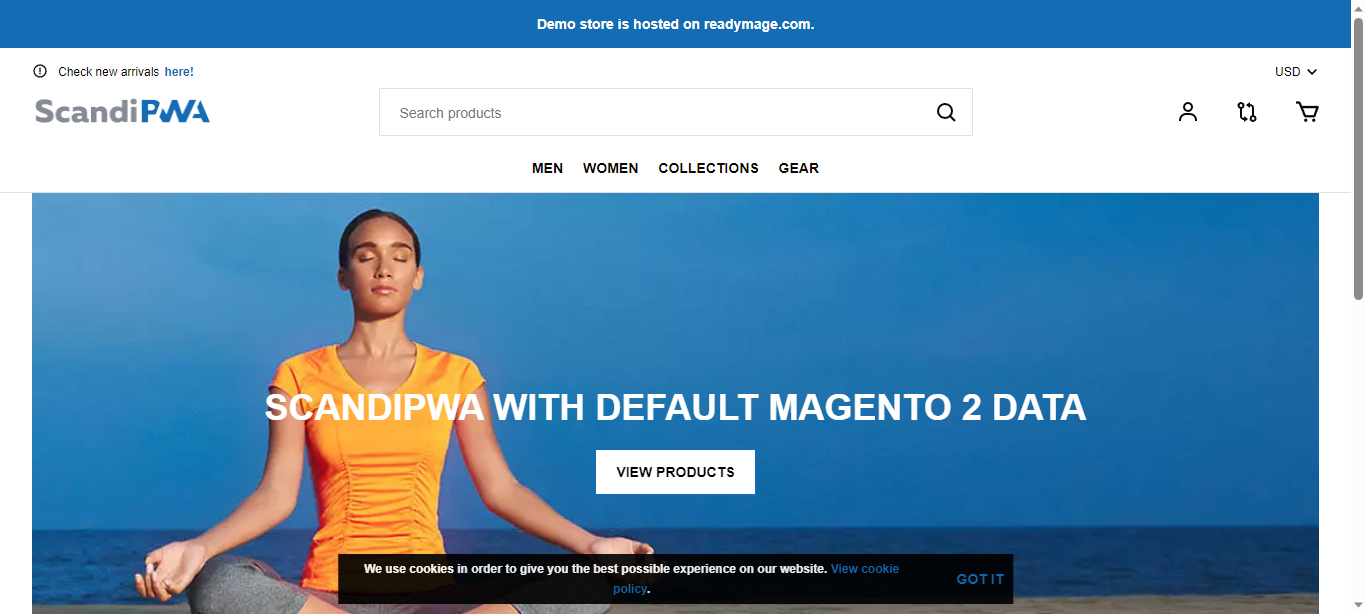 Demo store is hosted on readymage.com.
Check new arrivals here!
USD
ScandiPWA
Search products
MEN WOMEN COLLECTIONS GEAR
SCANDIPWA WITH DEFAULT MAGENTO 2 DATA
VIEW PRODUCTS
We use cookies in order to give you the best possible experience on our website. View cookie
policy.
GOT IT